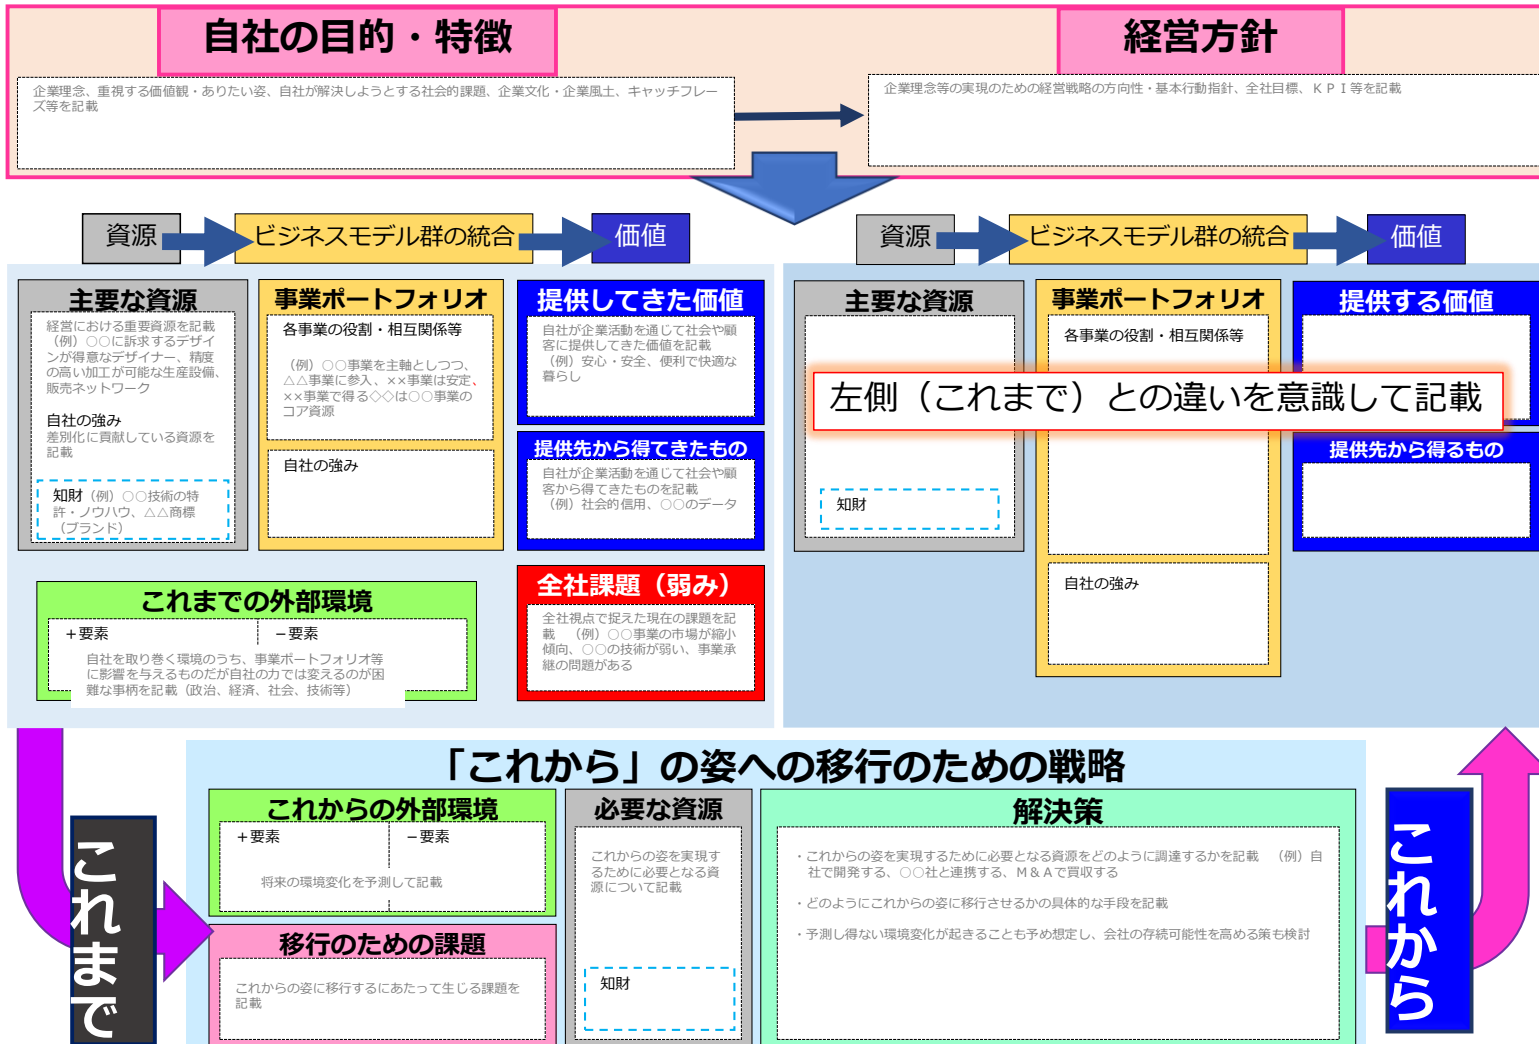 自社の目的・特徴
企業理念、重視する価値観・ありたい姿、自社が解決しようとする社会的課題、企業文化・企業風土、キャッチフレー
ズ等を記載
経営方針
企業理念等の実現のための経営戦略の方向性・基本行動指針、全社目標、ＫＰＩ等を記載
資源
ビジネスモデル群の統合
価値
主要な資源
経営における重要資源を記載
（例）○○に訴求するデザイ
ンが得意なデザイナー、精度
の高い加工が可能な生産設備、
販売ネットワーク
自社の強み
差別化に貢献している資源を
記載
知財（例）○○技術の特
許・ノウハウ、△△商標
（ブランド）
事業ポートフォリオ
各事業の役割・相互関係等
（例）○○事業を主軸としつつ、
△△事業に参入、××事業は安定、
××事業で得る◇◇は○○事業の
コア資源
自社の強み
提供してきた価値
自社が企業活動を通じて社会や顧
客に提供してきた価値を記載
（例）安心・安全、便利で快適な
暮らし
提供先から得てきたもの
自社が企業活動を通じて社会や顧
客から得てきたものを記載
（例）社会的信用、○○のデータ
これまでの外部環境
＋要素
－要素
自社を取り巻く環境のうち、事業ポートフォリオ等
に影響を与えるものだが自社の力では変えるのが困
難な事柄を記載（政治、経済、社会、技術等）
全社課題（弱み）
全社視点で捉えた現在の課題を記
載　（例）○○事業の市場が縮小
傾向、○○の技術が弱い、事業承
継の問題がある
資源
ビジネスモデル群の統合
価値
主要な資源
知財
事業ポートフォリオ
各事業の役割・相互関係等
自社の強み
提供する価値
左側（これまで）との違いを意識して記載
提供先から得るもの
これまで
「これから」の姿への移行のための戦略
これからの外部環境
＋要素
－要素
将来の環境変化を予測して記載
移行のための課題
これからの姿に移行するにあたって生じる課題を
記載
必要な資源
これからの姿を実現す
るために必要となる資
源について記載
知財
解決策
・これからの姿を実現するために必要となる資源をどのように調達するかを記載　（例）自
社で開発する、○○社と連携する、Ｍ＆Ａで買収する
・どのようにこれからの姿に移行させるかの具体的な手段を記載
・予測し得ない環境変化が起きることも予め想定し、会社の存続可能性を高める策も検討
これから